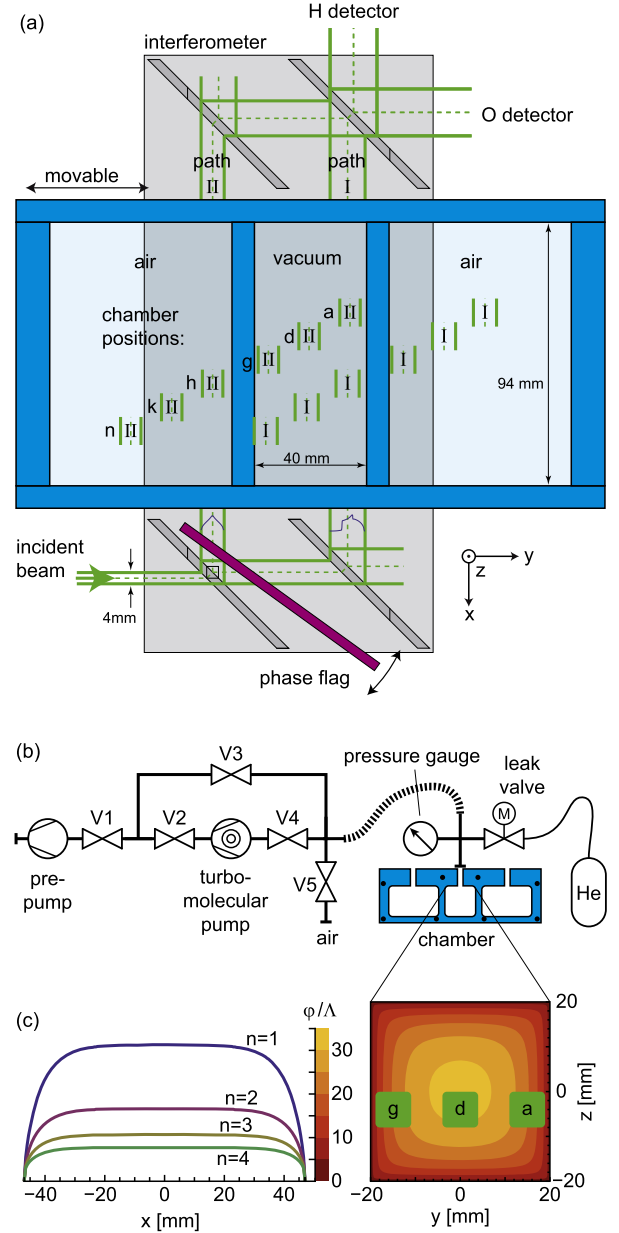 (a)
H detector
interferometer
O detector
path
II
path
I
movable
air
vacuum
air
chamber
positions:
a
II
I
d
II
I
g
II
I
h
II
I
k
II
I
n
II
I
94 mm
40 mm
incident
beam
4mm
z
y
x
phase flag
(b)
V3
pressure gauge
leak
valve
V1
V2
V4
M
pre-
pump
turbo-
molecular
pump
V5
air
chamber
He
(c)
φ/Λ
n=1
n=2
n=3
n=4
30
20
10
0
−40
−20
0
20
40
x [mm]
20
0
−20
z [mm]
g
d
a
−20
0
20
y [mm]